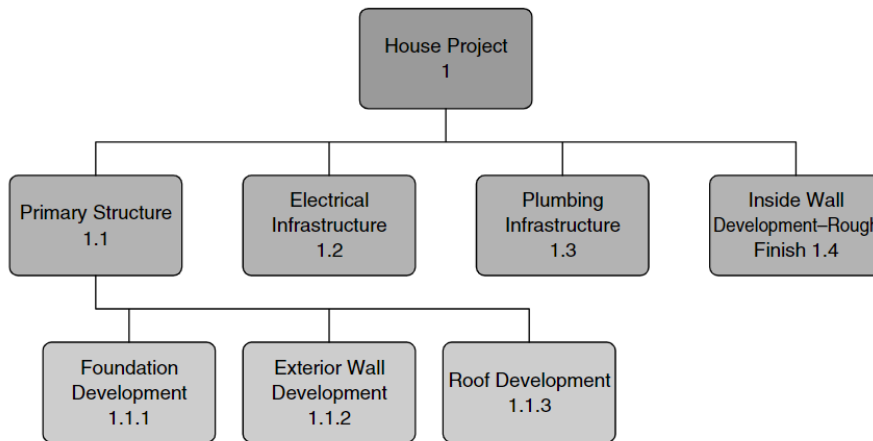 House Project
1
Primary Structure
1.1
Electrical
Infrastructure
1.2
Plumbing
Infrastructure
1.3
Inside Wall
Development–Rough
Finish 1.4
Foundation
Development
1.1.1
Exterior Wall
Development
1.1.2
Roof Development
1.1.3